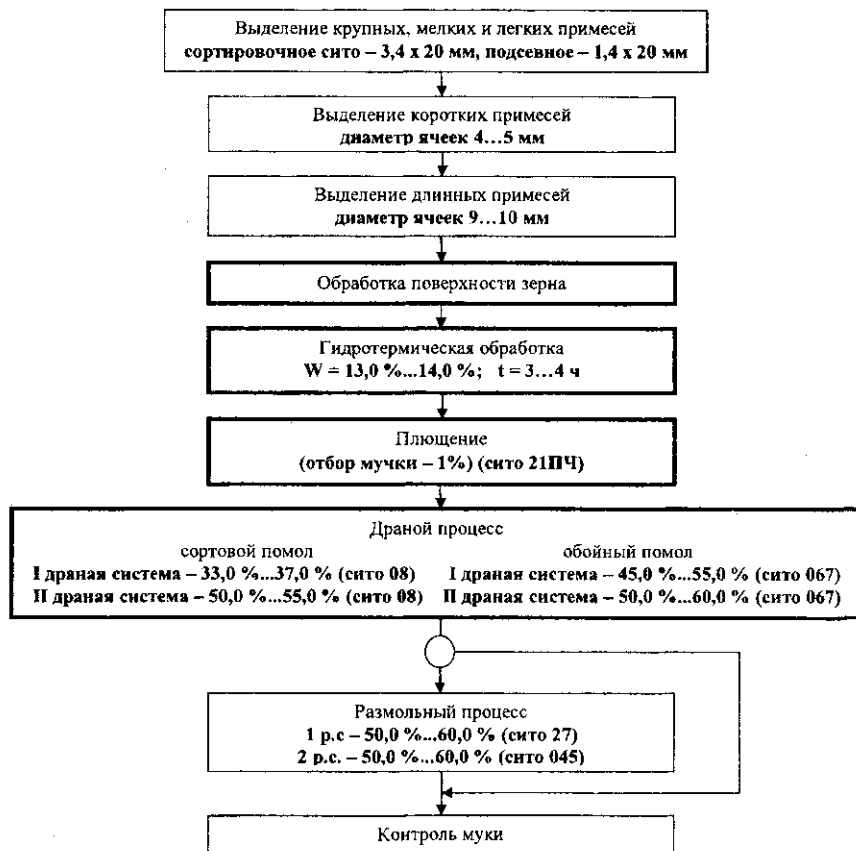 Выделение крупных, мелких и легких примесей
сортировочное сито – 3,4 х 20 мм, подсевное – 1,4 х 20 мм
Выделение коротких примесей
диаметр ячеек 4…5 мм
Выделение длинных примесей
диаметр ячеек 9…10 мм
Обработка поверхности зерна
Гидротермическая обработка
W = 13,0 %...14,0 %; t = 3…4 ч
Плющение
(отбор мучки – 1%) (сито 21ПЧ)
Драной процесс
сортовой помол
I драная система – 33,0 %...37,0 % (сито 08)
II драная система – 50,0 %...55,0 % (сито 08)
обойный помол
I драная система – 45,0 %...55,0 % (сито 067)
II драная система – 50,0 %...60,0 % (сито 067)
Размольный процесс
1 р.с – 50,0 %...60,0 % (сито 27)
2 р.с. – 50,0 %...60,0 % (сито 045)
Контроль муки